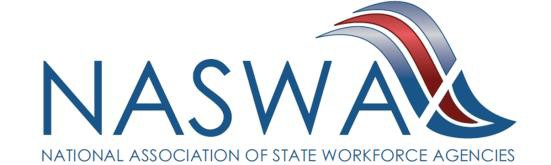 NASWA
NATIONAL ASSOCIATION OF STATE WORKFORCE AGENCIES